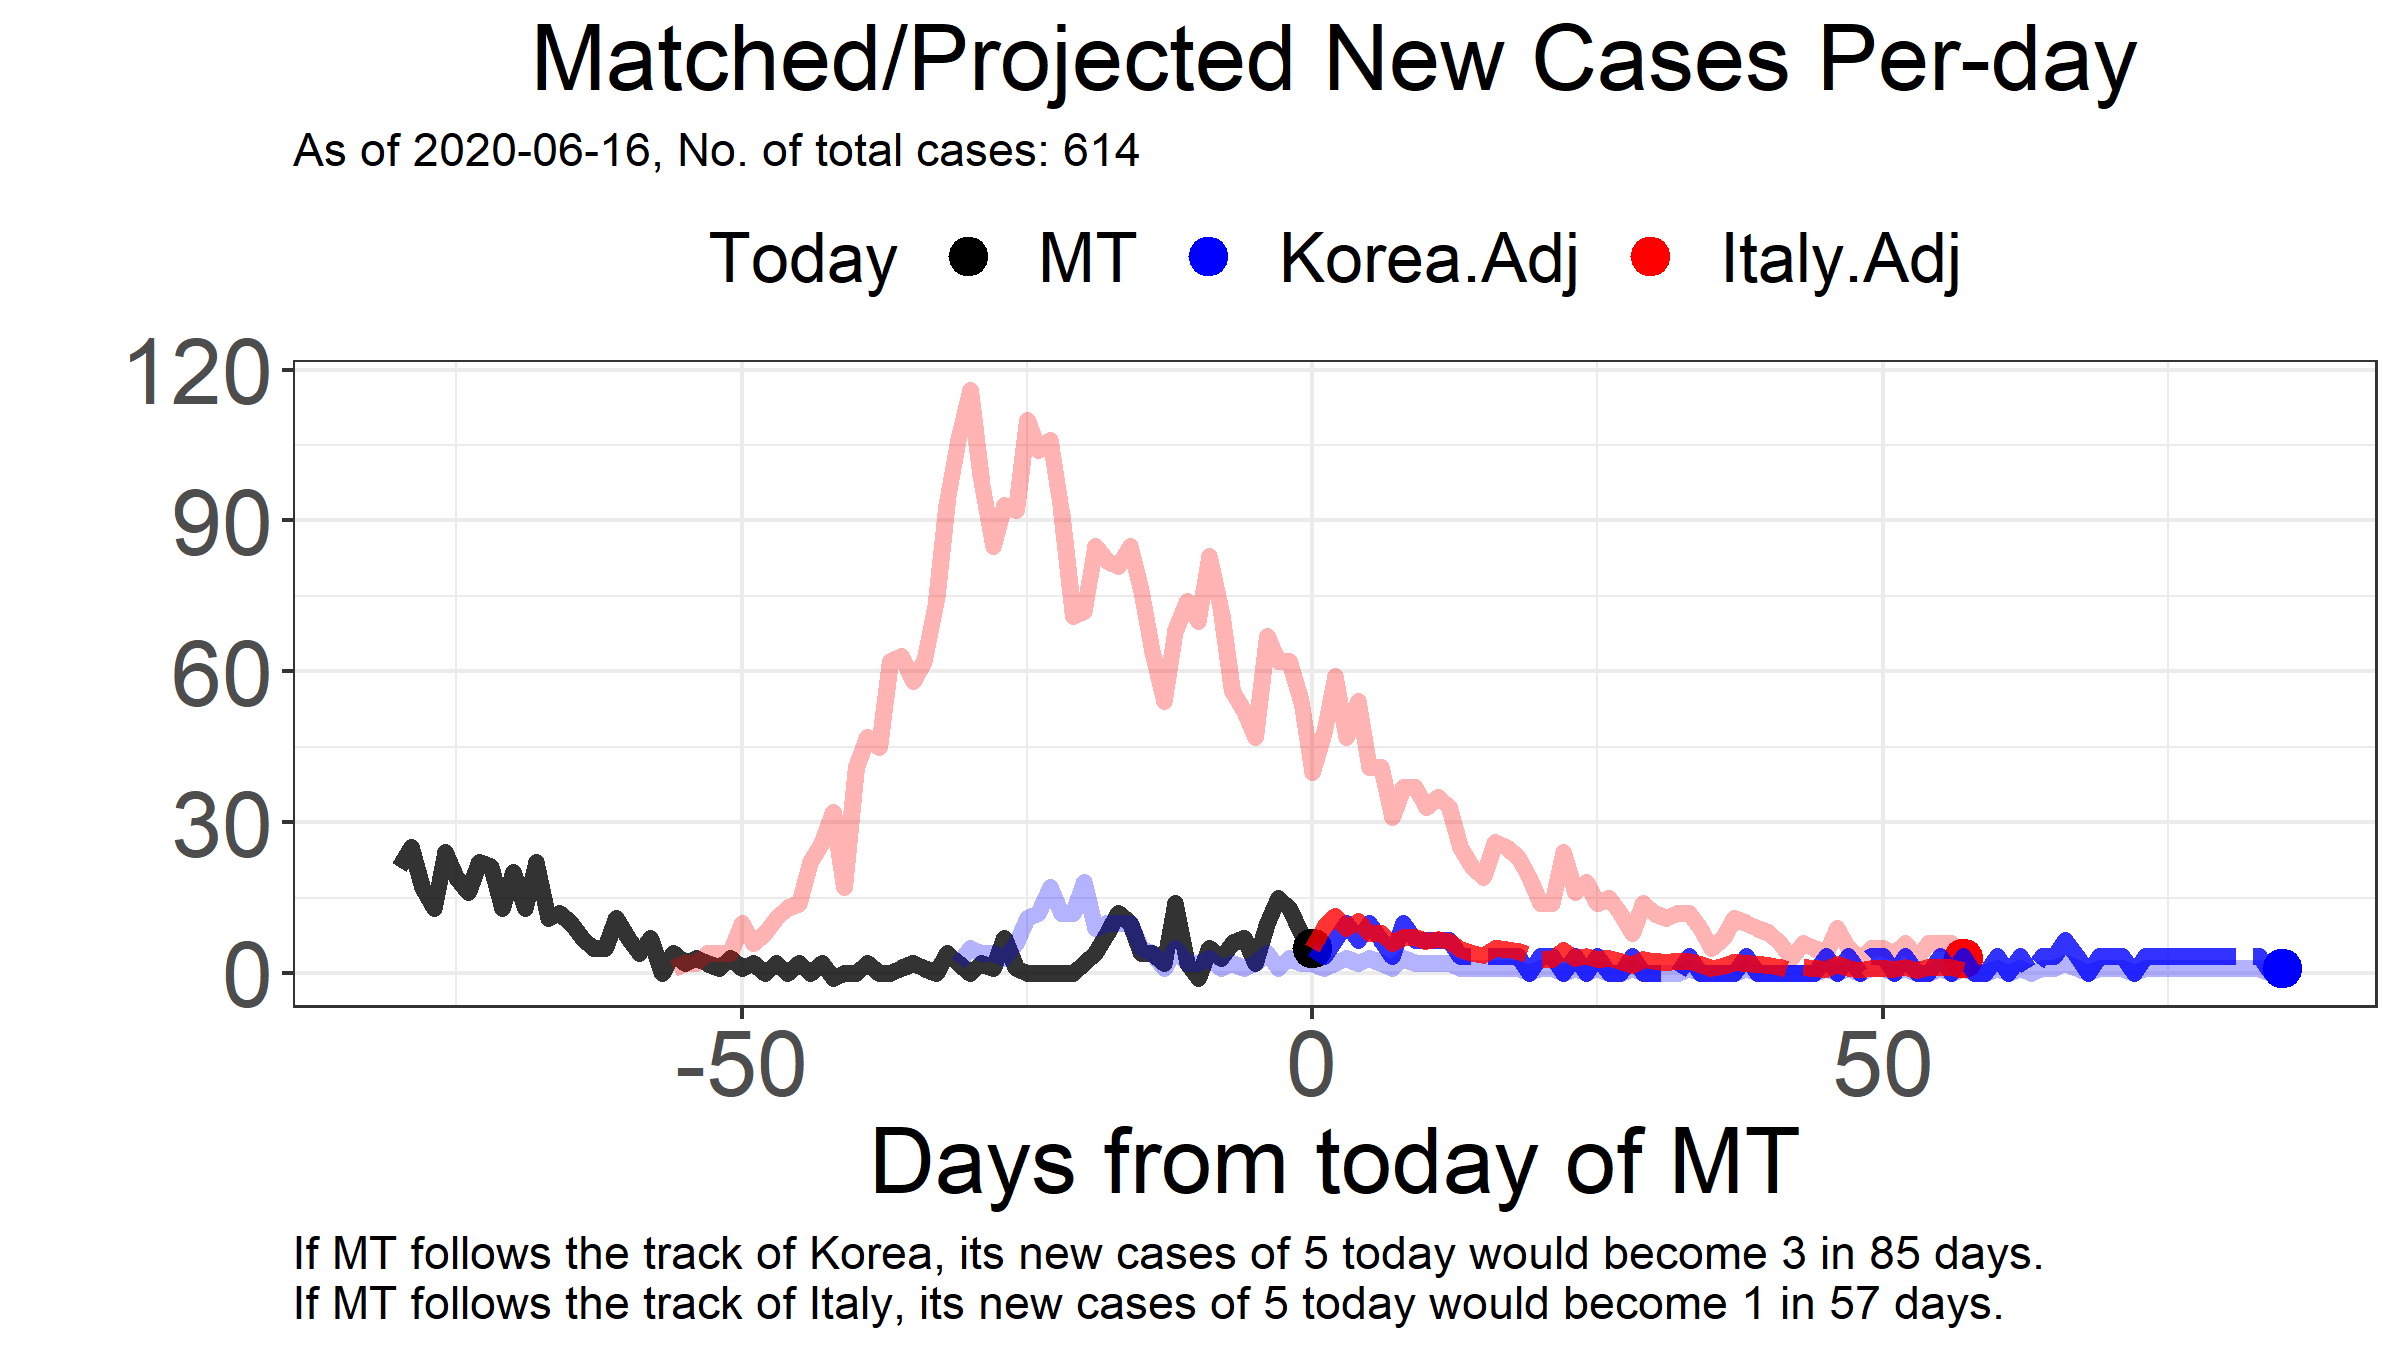 Matched/Projected New Cases Per-day
As of 2020-06-16, No. of total cases: 614
Today MT Korea.Adj Italy.Adj
120
90
60
30
0
-50 0 50
Days from today of MT
If MT follows the track of Korea, its new cases of 5 today would become 3 in 85 days.
If MT follows the track of Italy, its new cases of 5 today would become 1 in 57 days.